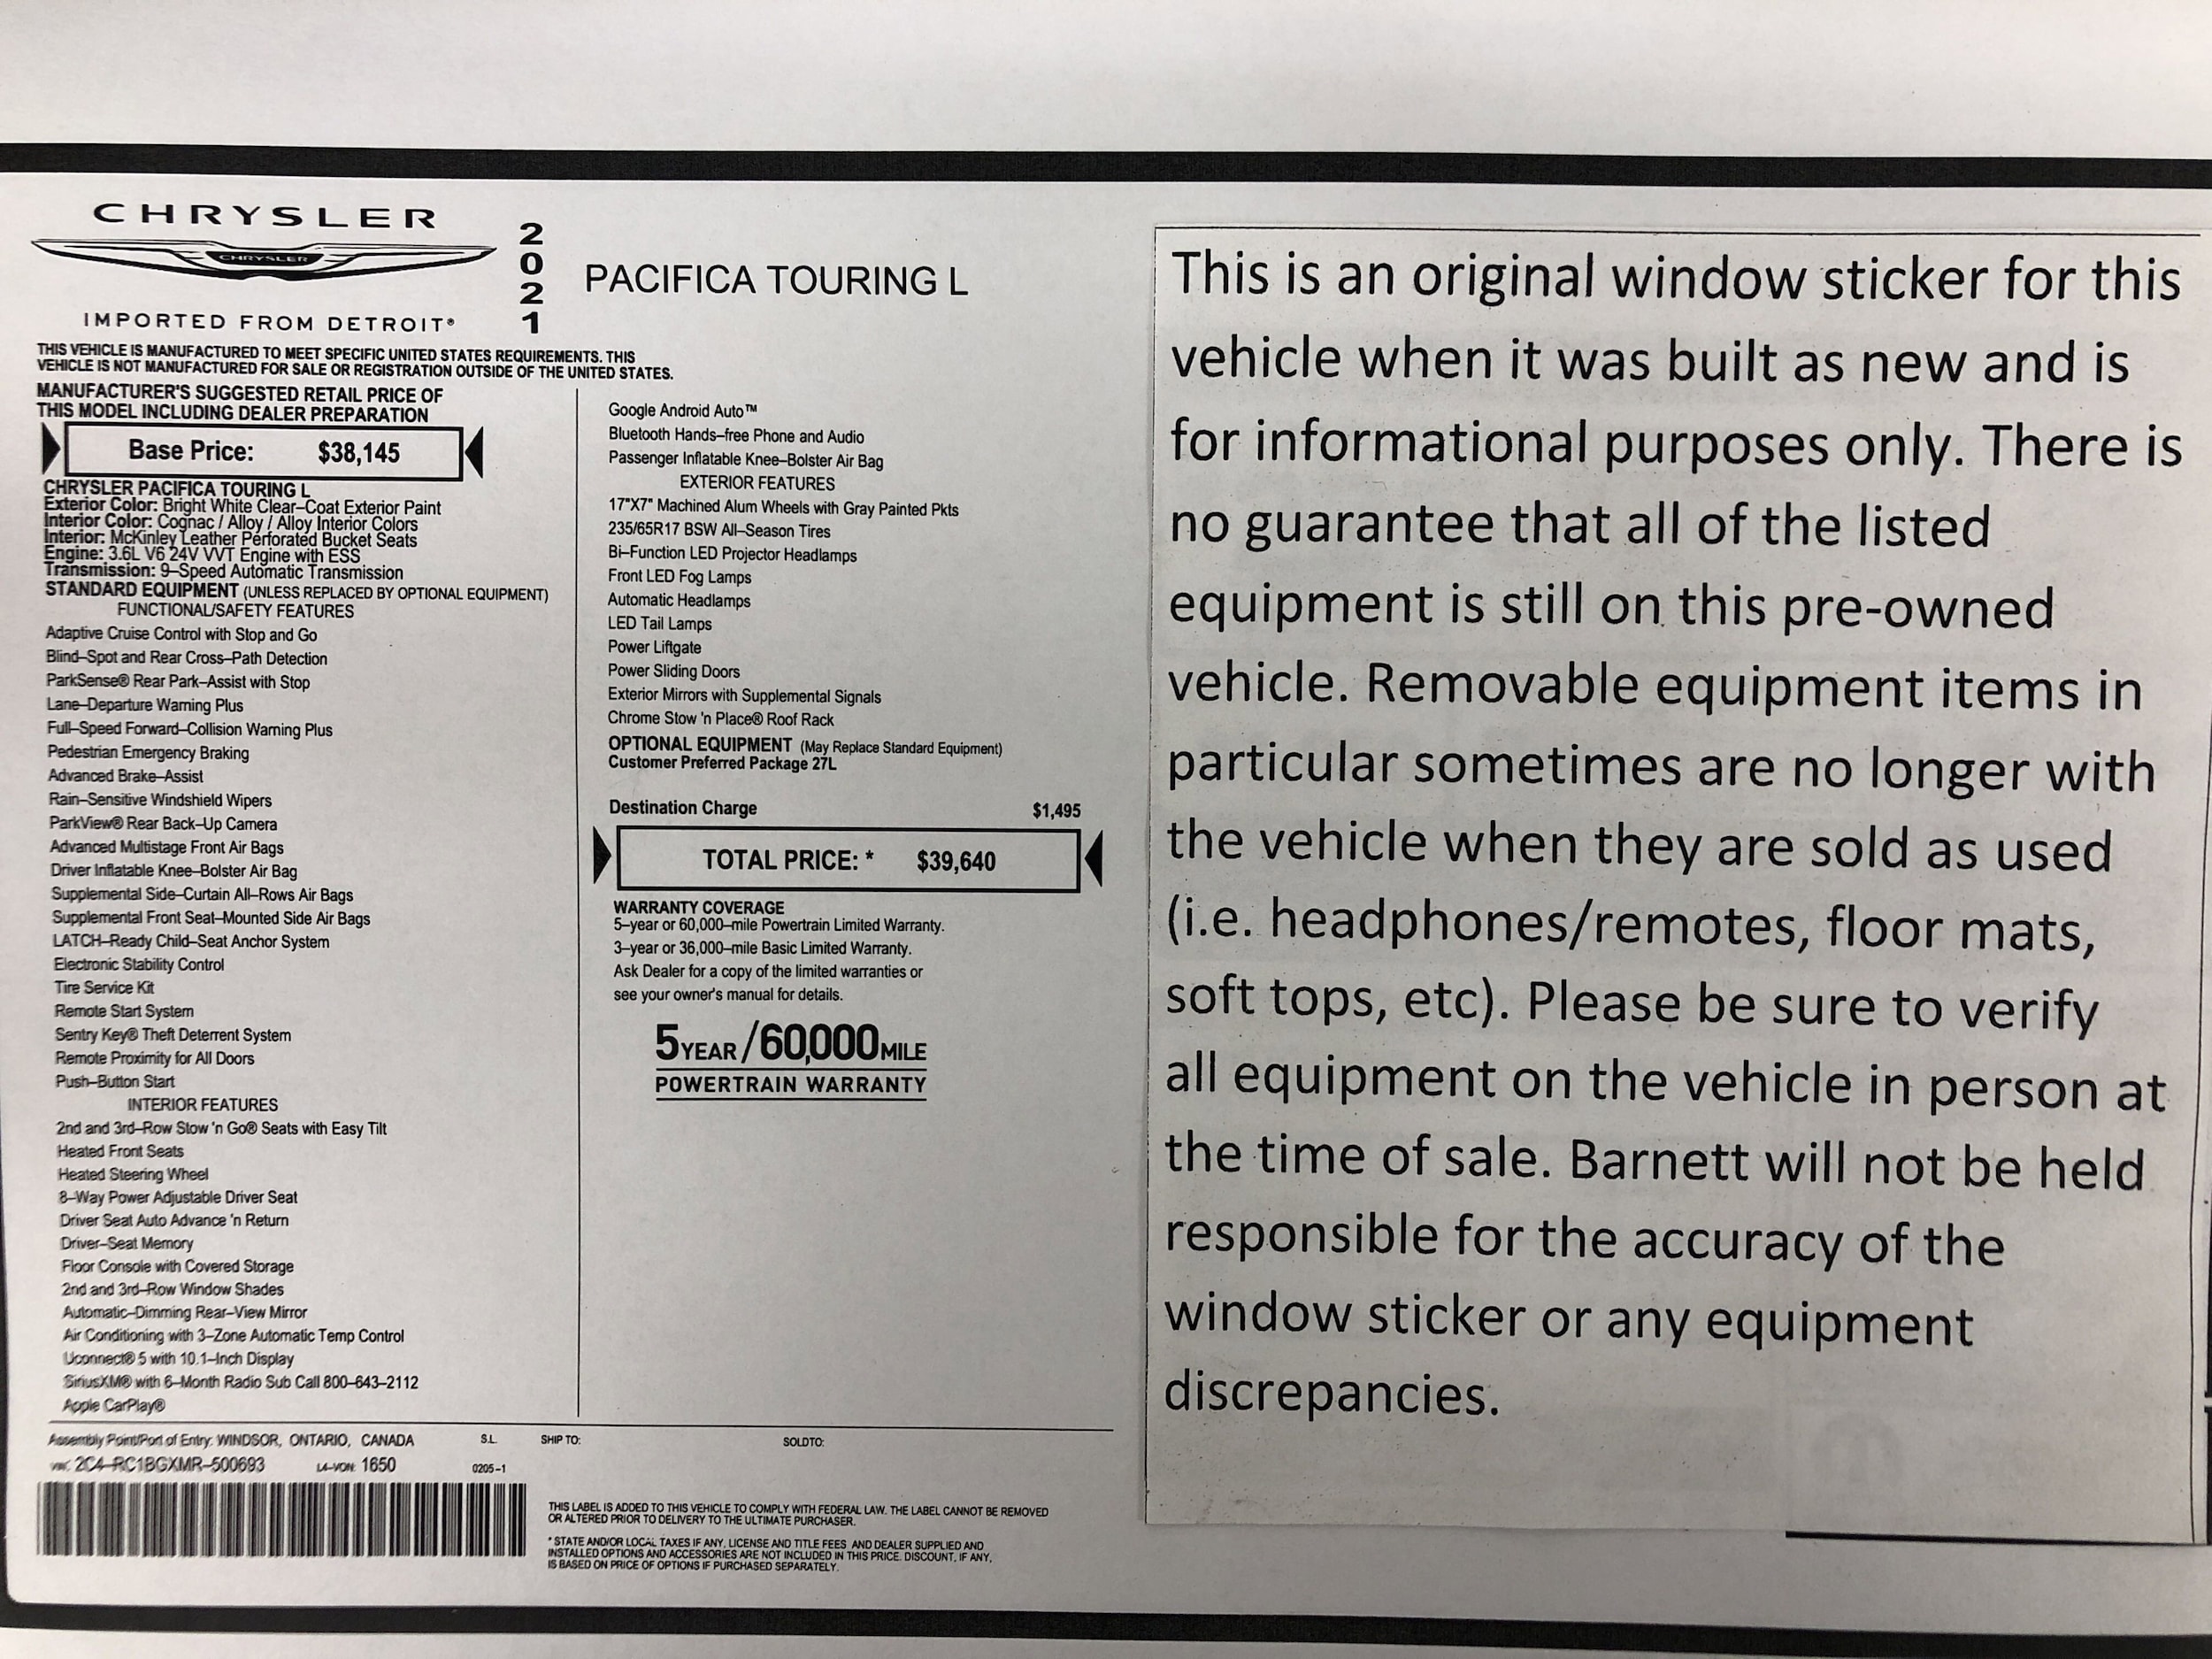 CHRYSLER
CHRYSLER
IMPORTED FROM DETROIT®
2021
PACIFICA TOURING L
THIS VEHICLE IS MANUFACTURED TO MEET SPECIFIC UNITED STATES REQUIREMENTS. THIS
VEHICLE IS NOT MANUFACTURED FOR SALE OR REGISTRATION OUTSIDE OF THE UNITED STATES.
MANUFACTURER'S SUGGESTED RETAIL PRICE OF
THIS MODEL INCLUDING DEALER PREPARATION
Base Price: $38,145
CHRYSLER PACIFICA TOURING L
Exterior Color: Bright White Clear–Coat Exterior Paint
Interior Color: Cognac / Alloy / Alloy Interior Colors
Interior: McKinley Leather Perforated Bucket Seats
Engine: 3.6L V6 24V VVT Engine with ESS
Transmission: 9–Speed Automatic Transmission
STANDARD EQUIPMENT (UNLESS REPLACED BY OPTIONAL EQUIPMENT)
FUNCTIONAL/SAFETY FEATURES
Adaptive Cruise Control with Stop and Go
Blind–Spot and Rear Cross–Path Detection
ParkSense® Rear Park–Assist with Stop
Lane–Departure Warning Plus
Full–Speed Forward–Collision Warning Plus
Pedestrian Emergency Braking
Advanced Brake–Assist
Rain–Sensitive Windshield Wipers
ParkView® Rear Back–Up Camera
Advanced Multistage Front Air Bags
Driver Inflatable Knee–Bolster Air Bag
Supplemental Side–Curtain All–Rows Air Bags
Supplemental Front Seat–Mounted Side Air Bags
LATCH–Ready Child–Seat Anchor System
Electronic Stability Control
Tire Service Kit
Remote Start System
Sentry Key® Theft Deterrent System
Remote Proximity for All Doors
Push–Button Start
INTERIOR FEATURES
2nd and 3rd–Row Stow 'n Go® Seats with Easy Tilt
Heated Front Seats
Heated Steering Wheel
8–Way Power Adjustable Driver Seat
Driver Seat Auto Advance 'n Return
Driver–Seat Memory
Floor Console with Covered Storage
2nd and 3rd–Row Window Shades
Automatic–Dimming Rear–View Mirror
Air Conditioning with 3–Zone Automatic Temp Control
Uconnect® 5 with 10.1–Inch Display
SiriusXM® with 6–Month Radio Sub Call 800–643–2112
Apple CarPlay®
Google Android Auto™
Bluetooth Hands–free Phone and Audio
Passenger Inflatable Knee–Bolster Air Bag
EXTERIOR FEATURES
17"X7" Machined Alum Wheels with Gray Painted Pkts
235/65R17 BSW All–Season Tires
Bi–Function LED Projector Headlamps
Front LED Fog Lamps
Automatic Headlamps
LED Tail Lamps
Power Liftgate
Power Sliding Doors
Exterior Mirrors with Supplemental Signals
Chrome Stow 'n Place® Roof Rack
OPTIONAL EQUIPMENT (May Replace Standard Equipment)
Customer Preferred Package 27L
Destination Charge $1,495
TOTAL PRICE: * $39,640
WARRANTY COVERAGE
5–year or 60,000–mile Powertrain Limited Warranty.
3–year or 36,000–mile Basic Limited Warranty.
Ask Dealer for a copy of the limited warranties or
see your owner's manual for details.
5YEAR/60,000MILE
POWERTRAIN WARRANTY
Assembly Point/Port of Entry: WINDSOR, ONTARIO, CANADA
VIN: 2C4–RC1BGXMR–500693 L4–VON: 1650
S.L.
0205–1
SHIP TO:
SOLD TO:
THIS LABEL IS ADDED TO THIS VEHICLE TO COMPLY WITH FEDERAL LAW. THE LABEL CANNOT BE REMOVED
OR ALTERED PRIOR TO DELIVERY TO THE ULTIMATE PURCHASER.
* STATE AND/OR LOCAL TAXES IF ANY, LICENSE AND TITLE FEES AND DEALER SUPPLIED AND
INSTALLED OPTIONS AND ACCESSORIES ARE NOT INCLUDED IN THIS PRICE. DISCOUNT, IF ANY,
IS BASED ON PRICE OF OPTIONS IF PURCHASED SEPARATELY.
This is an original window sticker for this
vehicle when it was built as new and is
for informational purposes only. There is
no guarantee that all of the listed
equipment is still on this pre-owned
vehicle. Removable equipment items in
particular sometimes are no longer with
the vehicle when they are sold as used
(i.e. headphones/remotes, floor mats,
soft tops, etc). Please be sure to verify
all equipment on the vehicle in person at
the time of sale. Barnett will not be held
responsible for the accuracy of the
window sticker or any equipment
discrepancies.